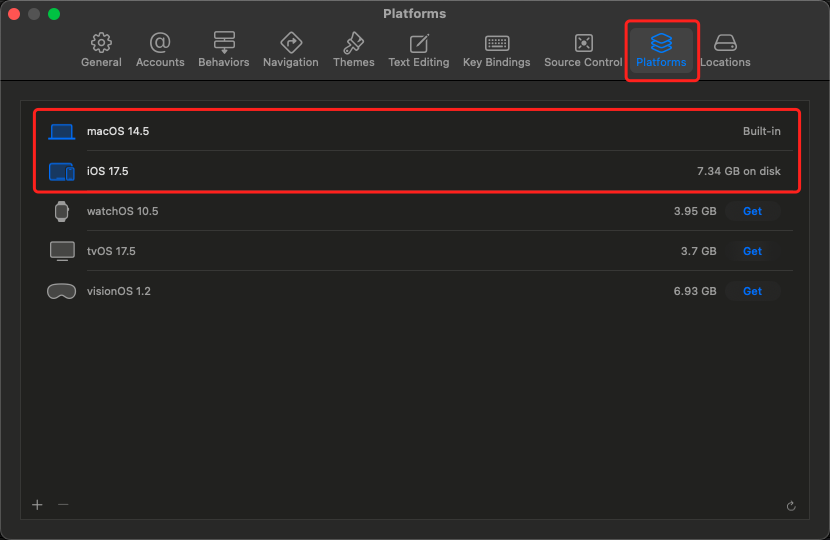 Platforms
General Accounts Behaviors Navigation Themes Text Editing Key Bindings Source Control Platforms Locations
macOS 14.5 Built-in
iOS 17.5 7.34 GB on disk
watchOS 10.5 3.95 GB Get
tvOS 17.5 3.7 GB Get
visionOS 1.2 6.93 GB Get